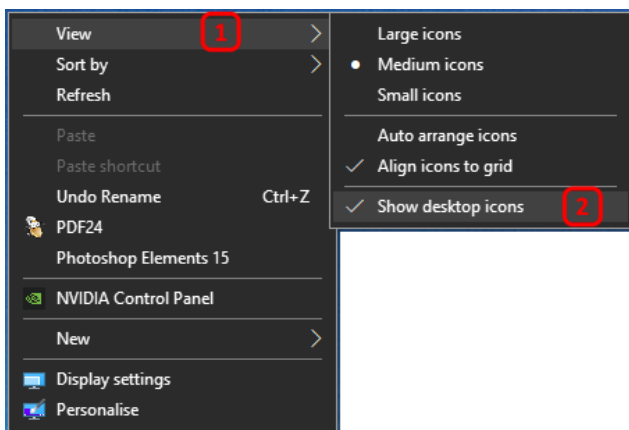 View 1
Sort by
Refresh
Paste
Paste shortcut
Undo Rename Ctrl+Z
PDF24
Photoshop Elements 15
NVIDIA Control Panel
New
Display settings
Personalise
Large icons
Medium icons
Small icons
Auto arrange icons
Align icons to grid
Show desktop icons 2